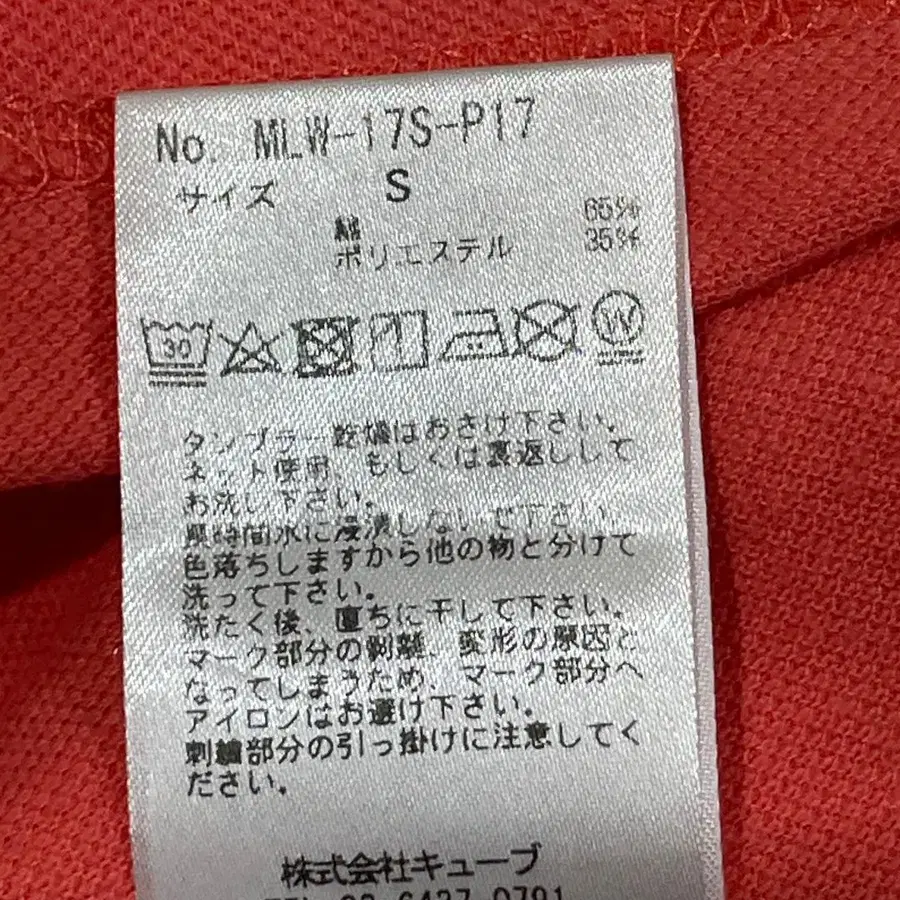 No. MLW-17S-P17
サイズ S
綿 65%
ポリエステル 35%
30
W
タンブラー乾燥はおさけ下さい。
ネット使用、もしくは裏返しして
お洗い下さい。
長時間水に浸漬しないで下さい。
色落ちしますから他の物と分けて
洗って下さい。
洗たく後、直ちに干して下さい。
マーク部分の剥離、変形の原因と
なってしまうため、マーク部分へ
アイロンはお避け下さい。
刺繍部分の引っ掛けに注意してく
ださい。
株式会社キューブ
TEL 03-6427-0791